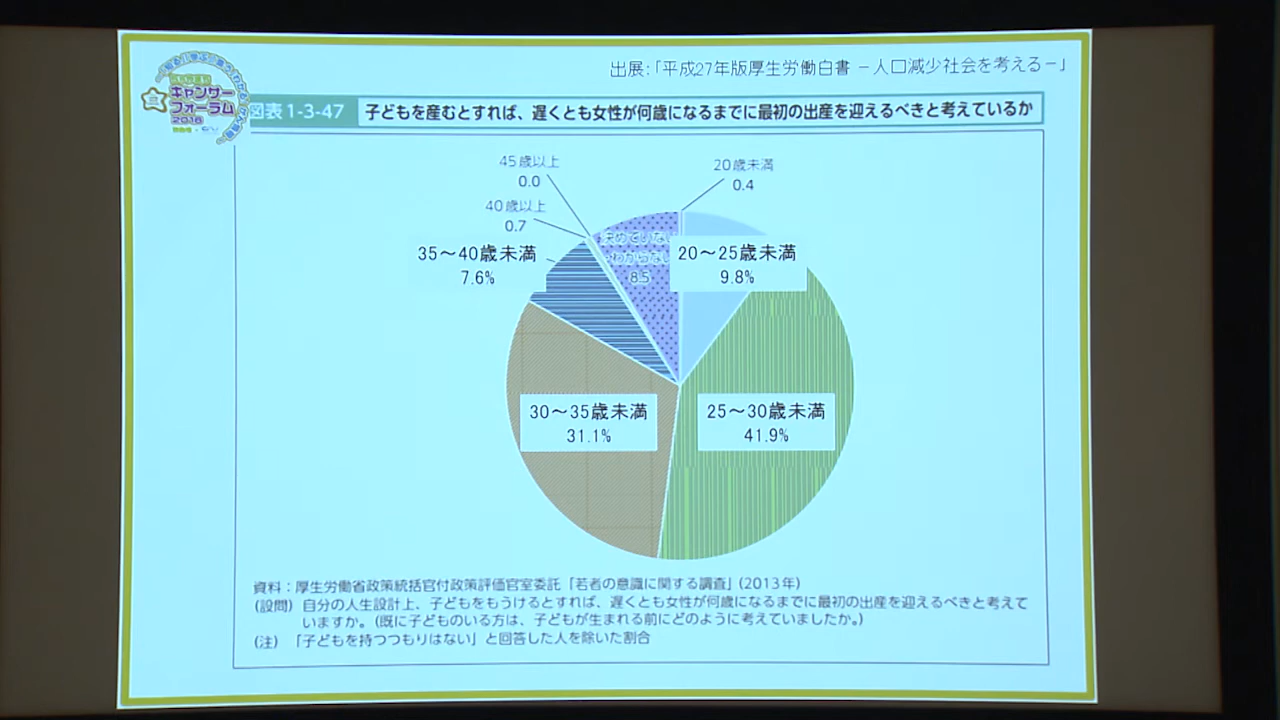 出展:「平成27年版厚生労働白書 －人口減少社会を考える－」
キャンサー
フォーラム
2016
図表1-3-47 子どもを産むとすれば、遅くとも女性が何歳になるまでに最初の出産を迎えるべきと考えているか
45歳以上
0.0
20歳未満
0.4
40歳以上
0.7
決めていない
わからない
8.5
35～40歳未満
7.6%
20～25歳未満
9.8%
30～35歳未満
31.1%
25～30歳未満
41.9%
資料：厚生労働省政策統括官付政策評価官室委託「若者の意識に関する調査」(2013年)
(設問) 自分の人生設計上、子どもをもうけるとすれば、遅くとも女性が何歳になるまでに最初の出産を迎えるべきと考えて
いますか。(既に子どものいる方は、子どもが生まれる前にどのように考えていましたか。)
(注) 「子どもを持つつもりはない」と回答した人を除いた割合